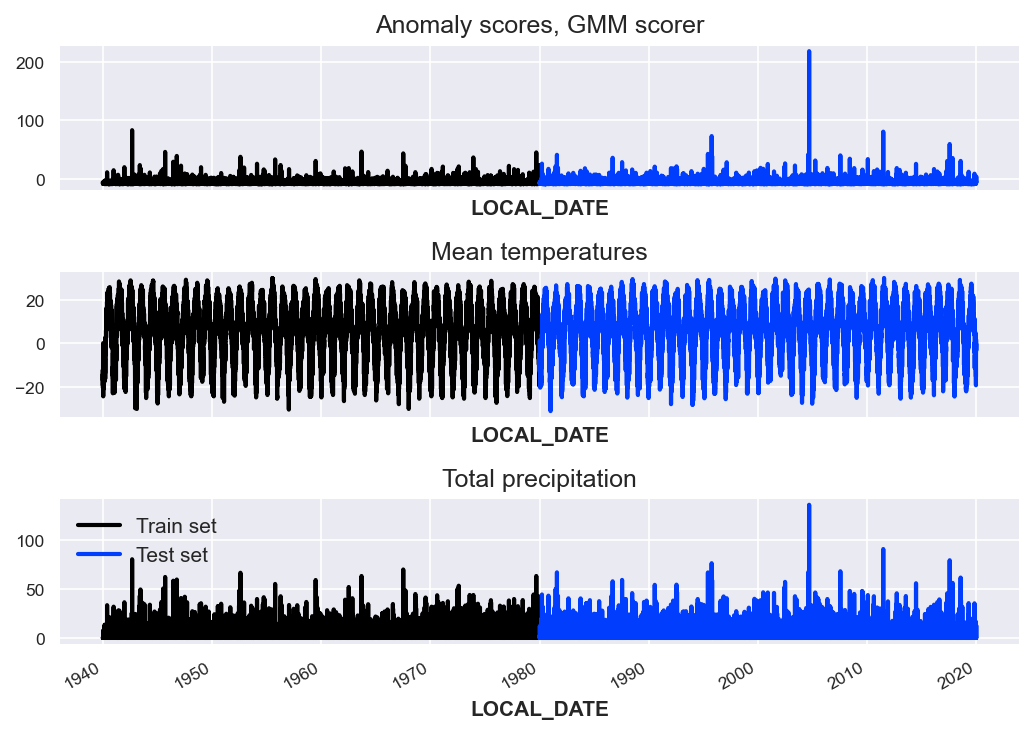 Anomaly scores, GMM scorer
200
100
0
LOCAL_DATE
Mean temperatures
20
0
−20
LOCAL_DATE
Total precipitation
Train set
Test set
100
50
0
1940 1950 1960 1970 1980 1990 2000 2010 2020
LOCAL_DATE